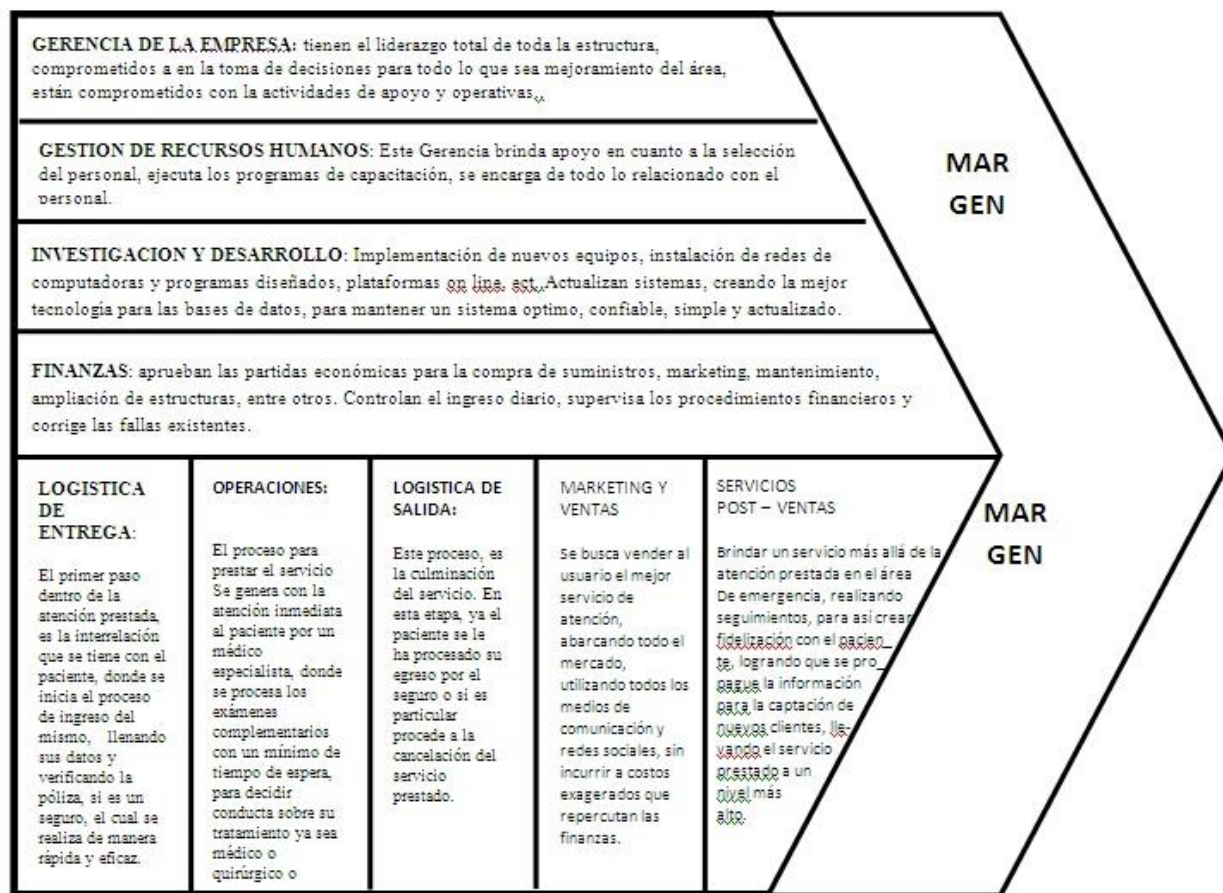 GERENCIA DE LA EMPRESA: tienen el liderazgo total de toda la estructura,
comprometidos a en la toma de decisiones para todo lo que sea mejoramiento del área,
están comprometidos con la actividades de apoyo y operativas.
GESTION DE RECURSOS HUMANOS: Este Gerencia brinda apoyo en cuanto a la selección
del personal, ejecuta los programas de capacitación, se encarga de todo lo relacionado con el
personal.
INVESTIGACION Y DESARROLLO: Implementación de nuevos equipos, instalación de redes de
computadoras y programas diseñados, plataformas on line, ect. Actualizan sistemas, creando la mejor
tecnología para las bases de datos, para mantener un sistema optimo, confiable, simple y actualizado.
FINANZAS: aprueban las partidas económicas para la compra de suministros, marketing, mantenimiento,
ampliación de estructuras, entre otros. Controlan el ingreso diario, supervisa los procedimientos financieros y
corrige las fallas existentes.
MAR
GEN
LOGISTICA
DE
ENTREGA:
El primer paso
dentro de la
atención prestada,
es la interrelación
que se tiene con el
paciente, donde se
inicia el proceso
de ingreso del
mismo, llenando
sus datos y
verificando la
póliza, si es un
seguro, el cual se
realiza de manera
rápida y eficaz.
OPERACIONES:
El proceso para
prestar el servicio
Se genera con la
atención inmediata
al paciente por un
médico
especialista, donde
se procesa los
exámenes
complementarios
con un mínimo de
tiempo de espera,
para decidir
conducta sobre su
tratamiento ya sea
médico o
quirúrgico o
LOGISTICA DE
SALIDA:
Este proceso, es
la culminación
del servicio. En
esta etapa, ya el
paciente se le
ha procesado su
egreso por el
seguro o si es
particular
procede a la
cancelación del
servicio
prestado.
MARKETING Y
VENTAS
Se busca vender al
usuario el mejor
servicio de
atención,
abarcando todo el
mercado,
utilizando todos los
medios de
comunicación y
redes sociales, sin
incurrir a costos
exagerados que
repercutan las
finanzas.
SERVICIOS
POST – VENTAS
Brindar un servicio más allá de la
atención prestada en el área
De emergencia, realizando
seguimientos, para así crear
fidelización con el pacien_
te, logrando que se pro_
pague la información
para la captación de
nuevos clientes, lle-
vando el servicio
prestado a un
nivel más
alto.
MAR
GEN